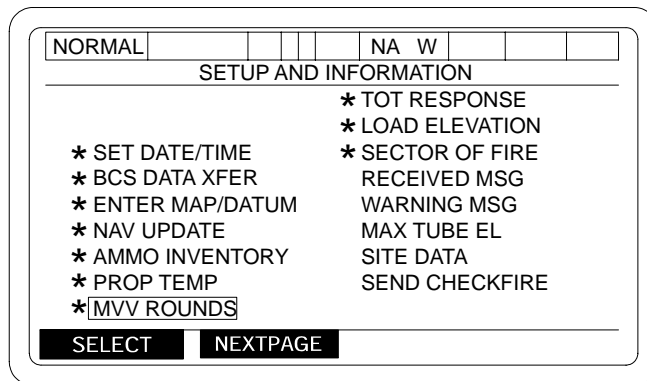 NORMAL NA W
SETUP AND INFORMATION
* TOT RESPONSE
* LOAD ELEVATION
* SET DATE/TIME * SECTOR OF FIRE
* BCS DATA XFER RECEIVED MSG
* ENTER MAP/DATUM WARNING MSG
* NAV UPDATE MAX TUBE EL
* AMMO INVENTORY SITE DATA
* PROP TEMP SEND CHECKFIRE
* MVV ROUNDS
SELECT NEXTPAGE